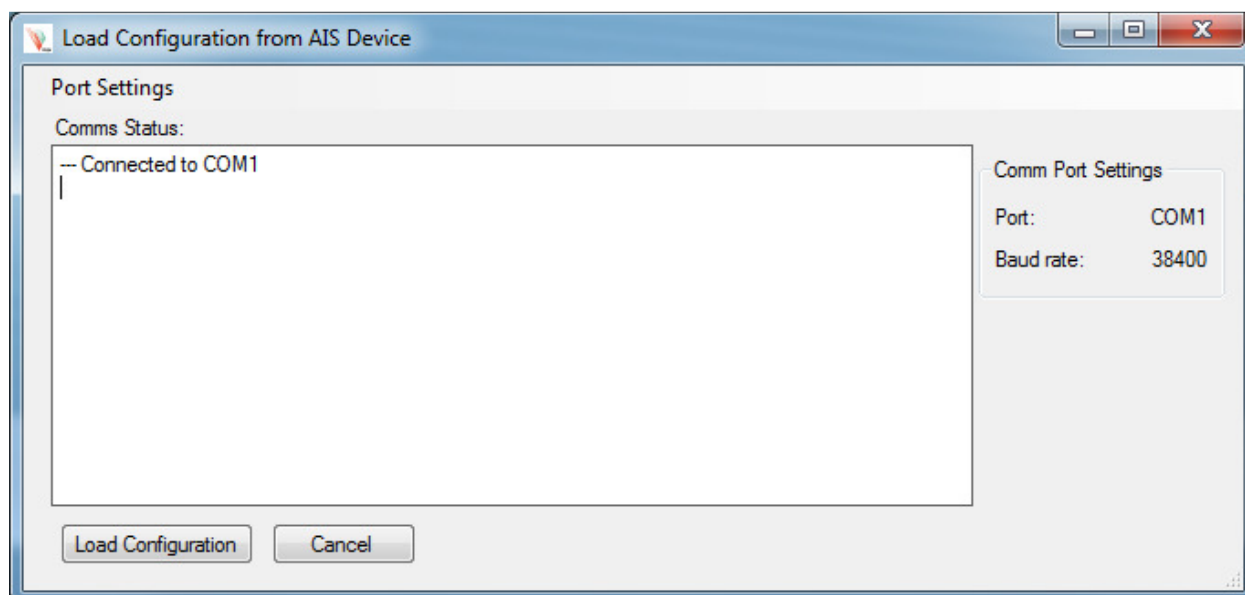 Load Configuration from AIS Device
Port Settings
Comms Status:
--- Connected to COM1
Comm Port Settings
Port: COM1
Baud rate: 38400
Load Configuration Cancel